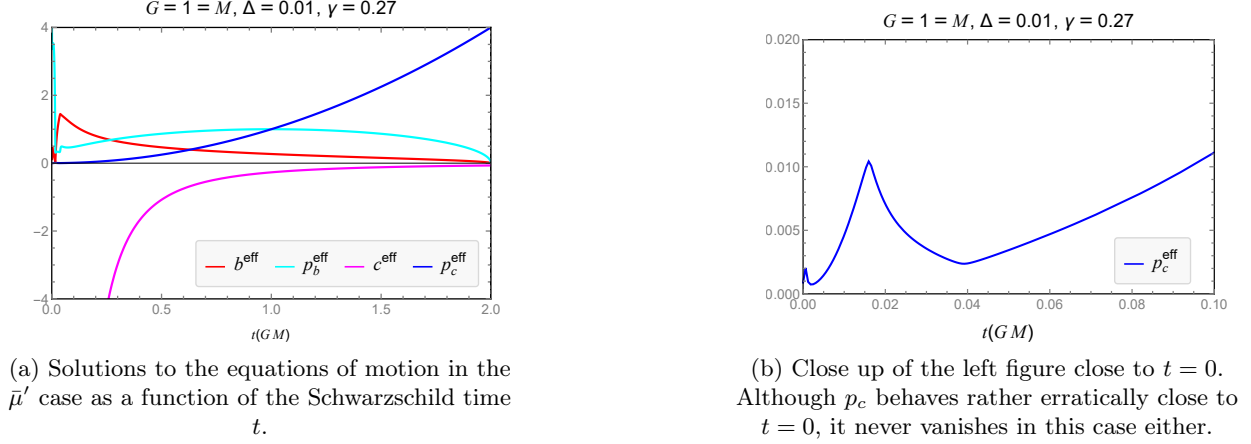 G = 1 = M, Δ = 0.01, γ = 0.27
4
2
0
−2
−4
0.0 0.5 1.0 1.5 2.0
t(G M)
b^eff p_b^eff c^eff p_c^eff
(a) Solutions to the equations of motion in the
μ̄′ case as a function of the Schwarzschild time
t.
G = 1 = M, Δ = 0.01, γ = 0.27
0.020
0.015
0.010
0.005
0.000
0.00 0.02 0.04 0.06 0.08 0.10
t(G M)
p_c^eff
(b) Close up of the left figure close to t = 0.
Although p_c behaves rather erratically close to
t = 0, it never vanishes in this case either.